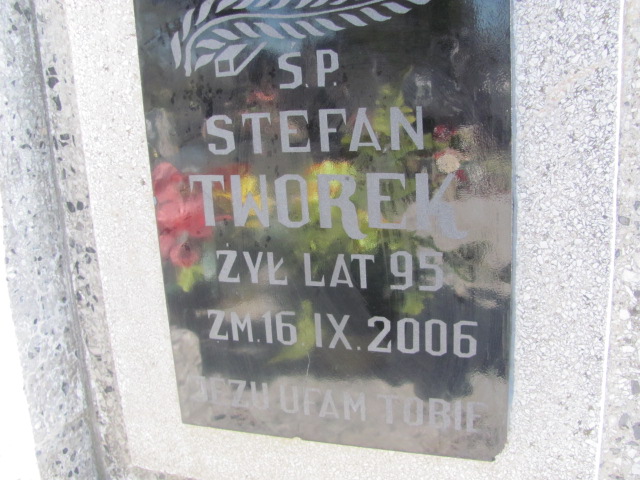 S.P.
STEFAN
TWOREK
ŻYŁ LAT 95
ZM.16.IX.2006
JEZU UFAM TOBIE